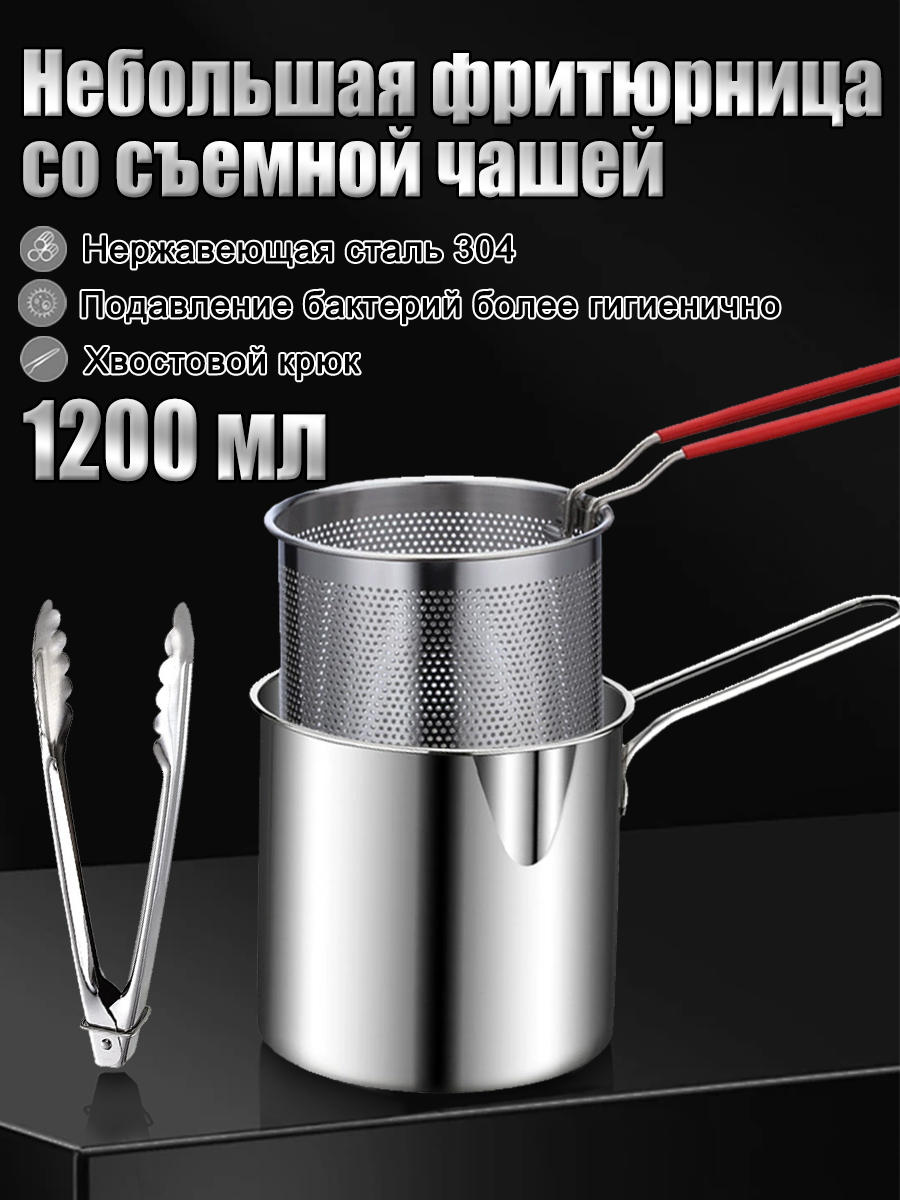 Небольшая фритюрница
со съемной чашей
Нержавеющая сталь 304
Подавление бактерий более гигиенично
Хвостовой крюк
1200 мл